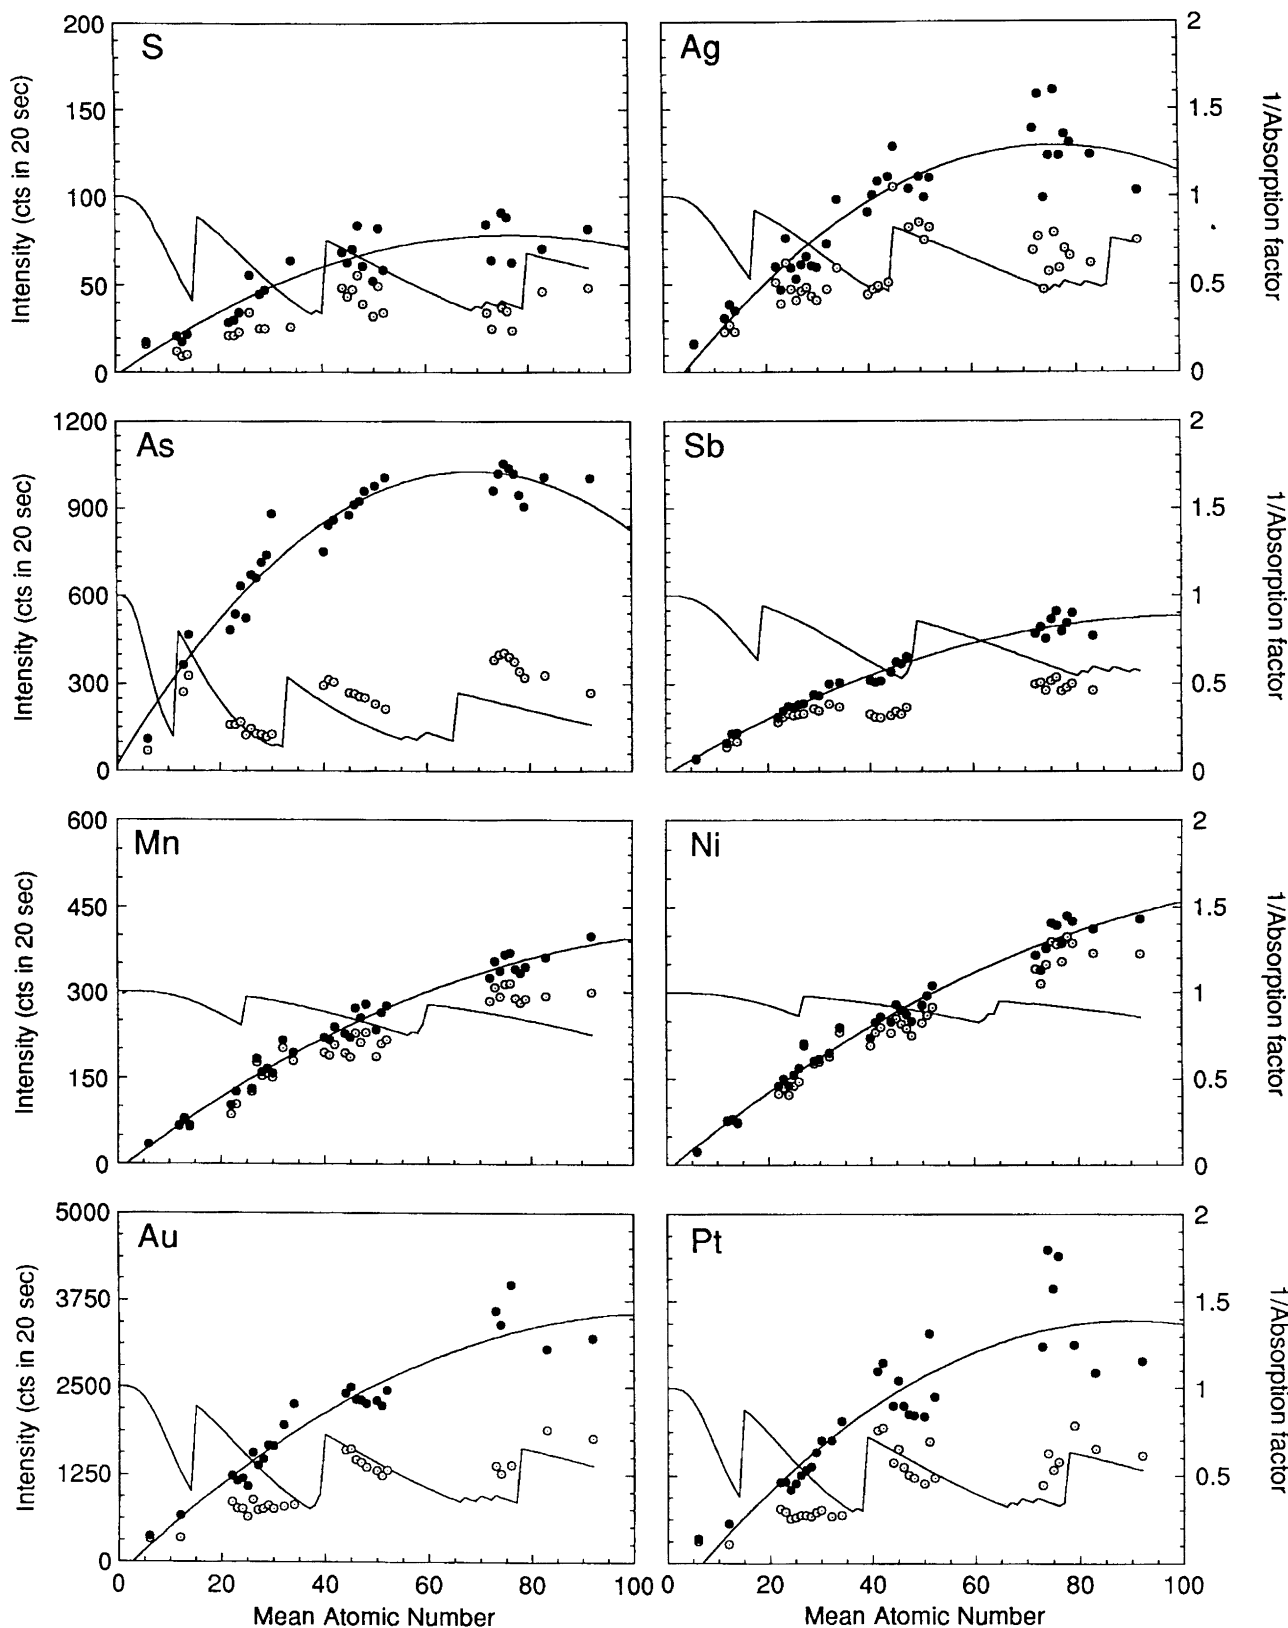 S
Ag
200
150
100
50
0
2
1.5
1
0.5
0
Intensity (cts in 20 sec)
1/Absorption factor
As
Sb
1200
900
600
300
0
2
1.5
1
0.5
0
Intensity (cts in 20 sec)
1/Absorption factor
Mn
Ni
600
450
300
150
0
2
1.5
1
0.5
0
Intensity (cts in 20 sec)
1/Absorption factor
Au
Pt
5000
3750
2500
1250
0
2
1.5
1
0.5
0
Intensity (cts in 20 sec)
1/Absorption factor
0 20 40 60 80 100 0 20 40 60 80 100
Mean Atomic Number Mean Atomic Number